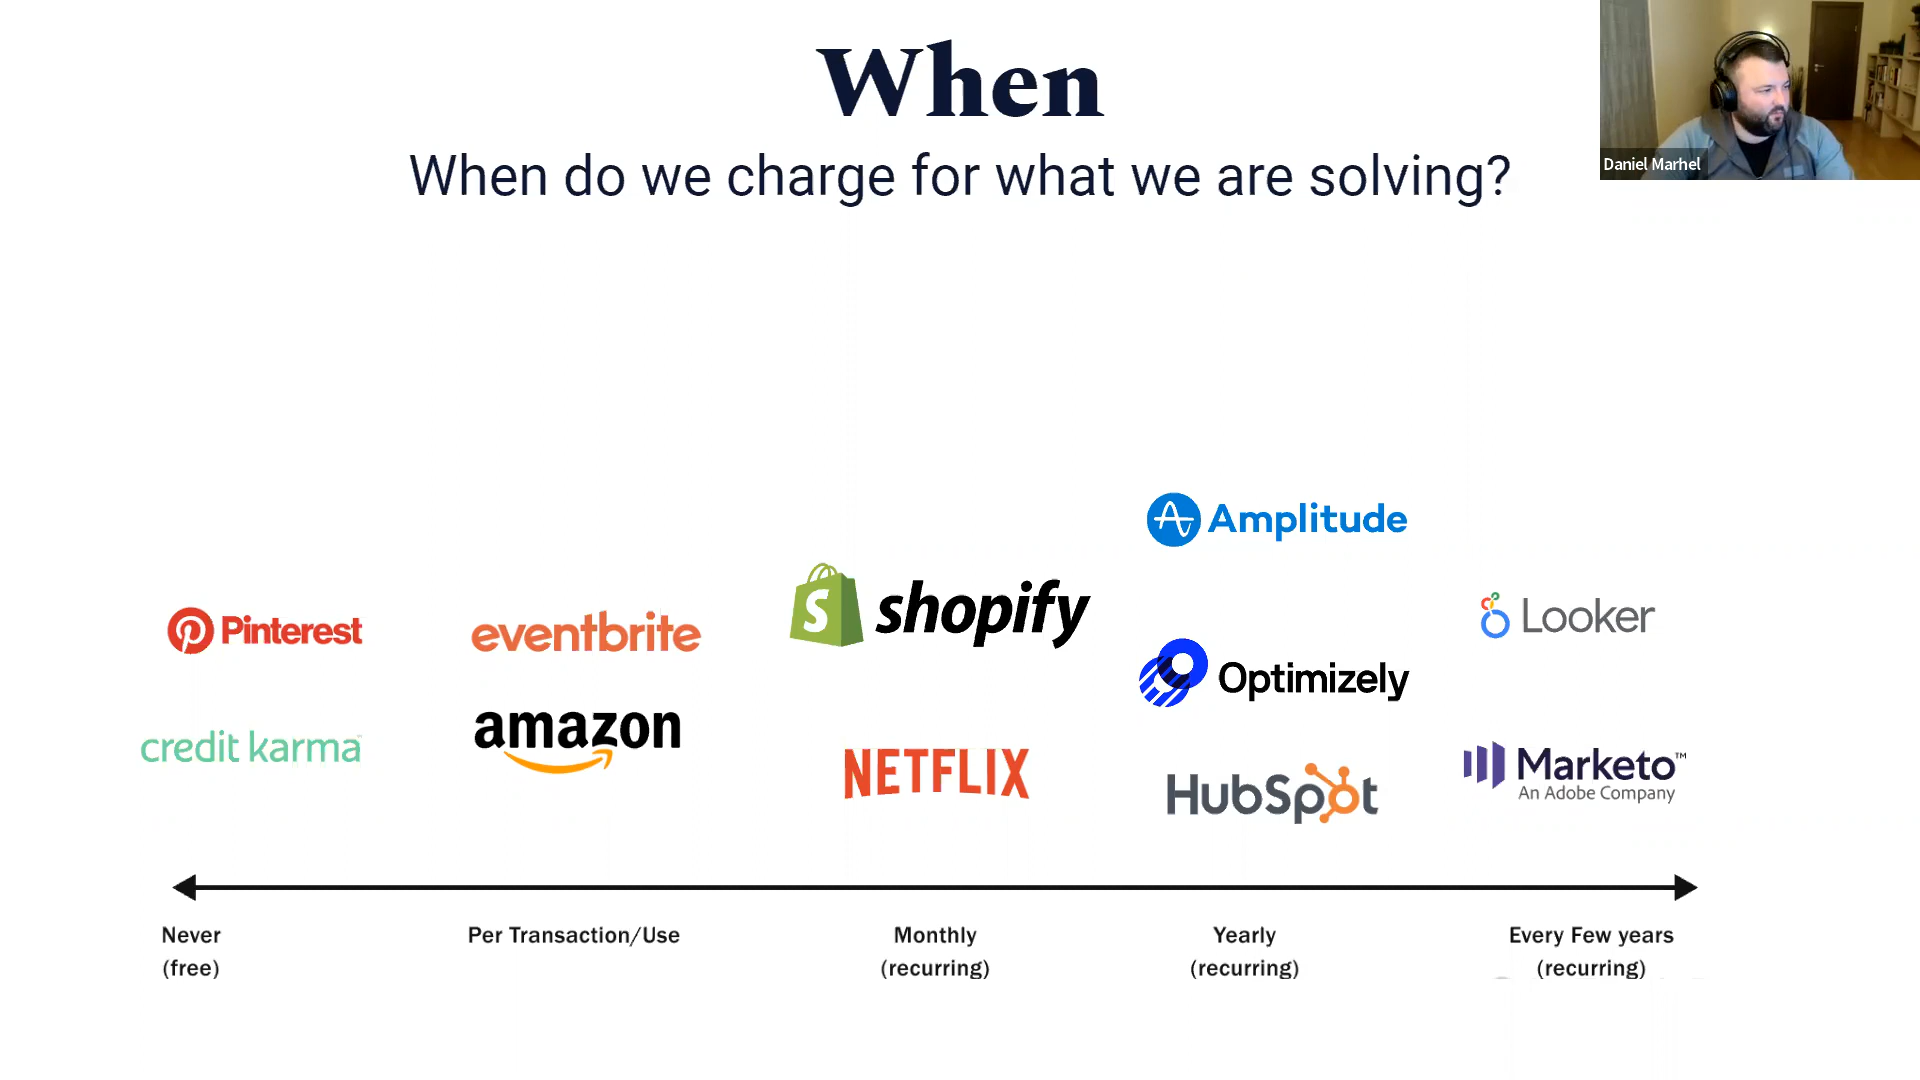 When
When do we charge for what we are solving?
Daniel Marhel
Amplitude
shopify
Looker
Pinterest
eventbrite
Optimizely
amazon
credit karma
NETFLIX
Marketo™
An Adobe Company
HubSpot
Never
(free)
Per Transaction/Use
Monthly
(recurring)
Yearly
(recurring)
Every Few years
(recurring)